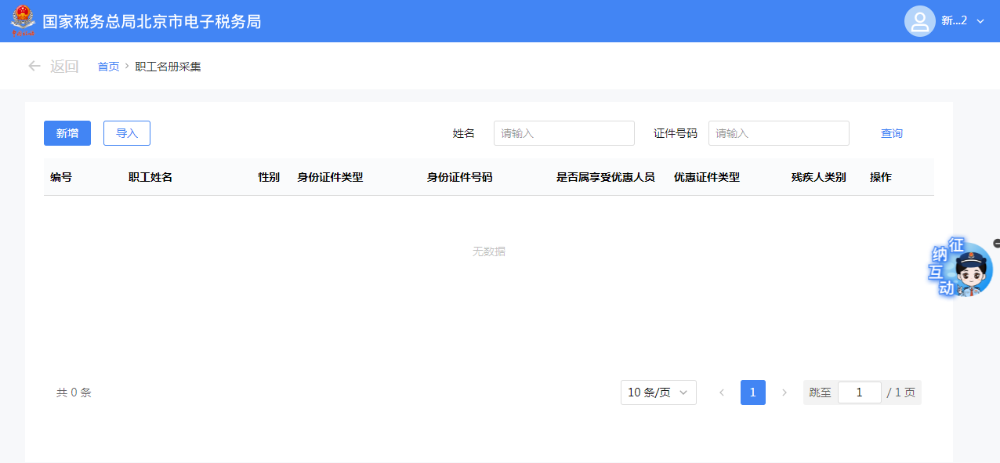 国家税务总局北京市电子税务局
新...2
返回 首页 > 职工名册采集
新增 导入 姓名 请输入 证件号码 请输入 查询
编号 职工姓名 性别 身份证件类型 身份证件号码 是否属享受优惠人员 优惠证件类型 残疾人类别 操作
无数据
征
纳
互
动
共 0 条 10 条/页 < 1 > 跳至 1 / 1 页